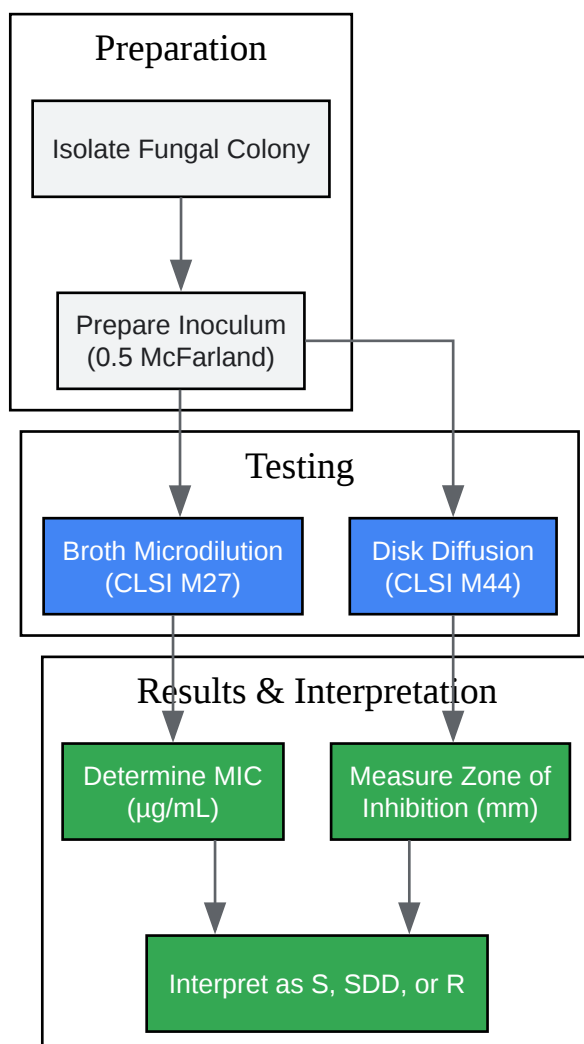 Preparation
Isolate Fungal Colony
Prepare Inoculum
(0.5 McFarland)
Testing
Broth Microdilution
(CLSI M27)
Disk Diffusion
(CLSI M44)
Results & Interpretation
Determine MIC
(µg/mL)
Measure Zone of
Inhibition (mm)
Interpret as S, SDD, or R